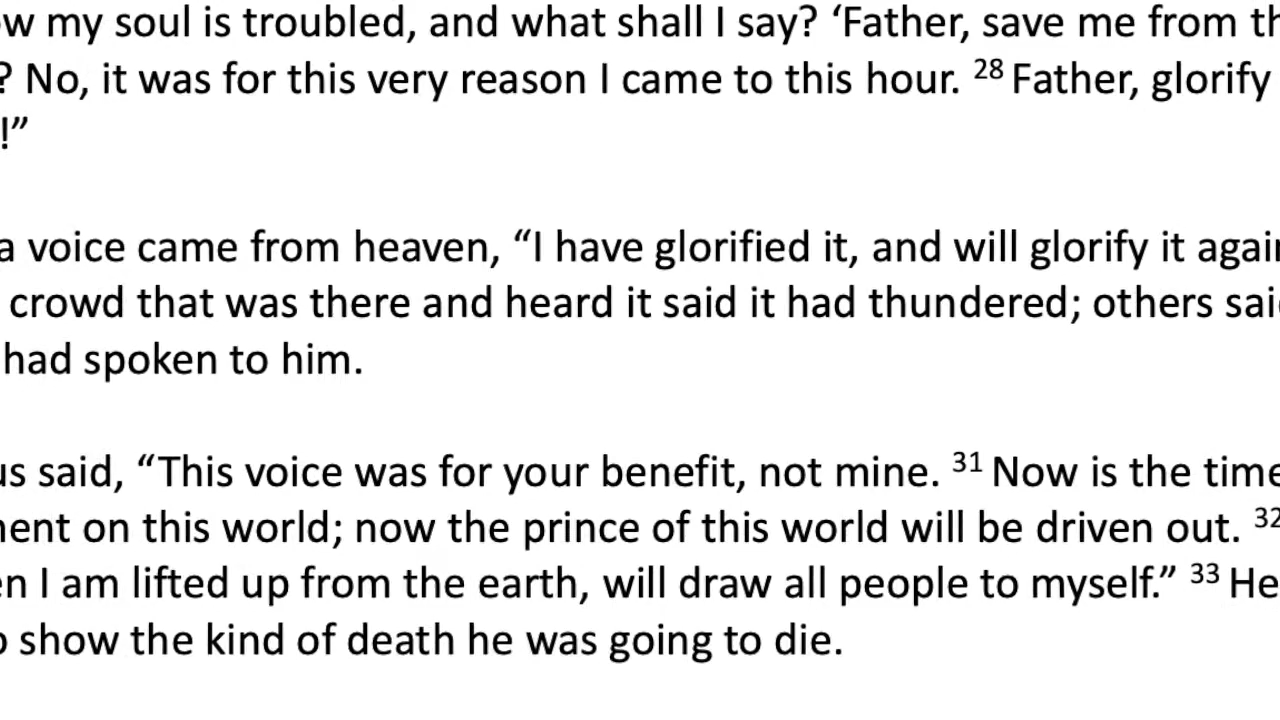 w my soul is troubled, and what shall I say? ‘Father, save me from th
? No, it was for this very reason I came to this hour. 28 Father, glorify
!”
a voice came from heaven, “I have glorified it, and will glorify it again
crowd that was there and heard it said it had thundered; others said
had spoken to him.
us said, “This voice was for your benefit, not mine. 31 Now is the time
ment on this world; now the prince of this world will be driven out. 32
en I am lifted up from the earth, will draw all people to myself.” 33 He
o show the kind of death he was going to die.